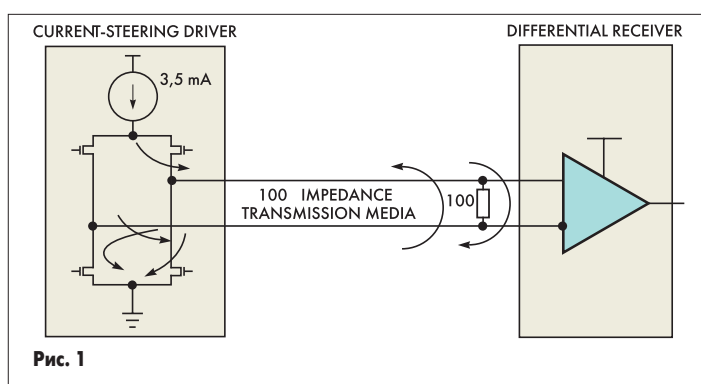 CURRENT-STEERING DRIVER
DIFFERENTIAL RECEIVER
3,5 mA
100 IMPEDANCE
TRANSMISSION MEDIA
100
Рис. 1